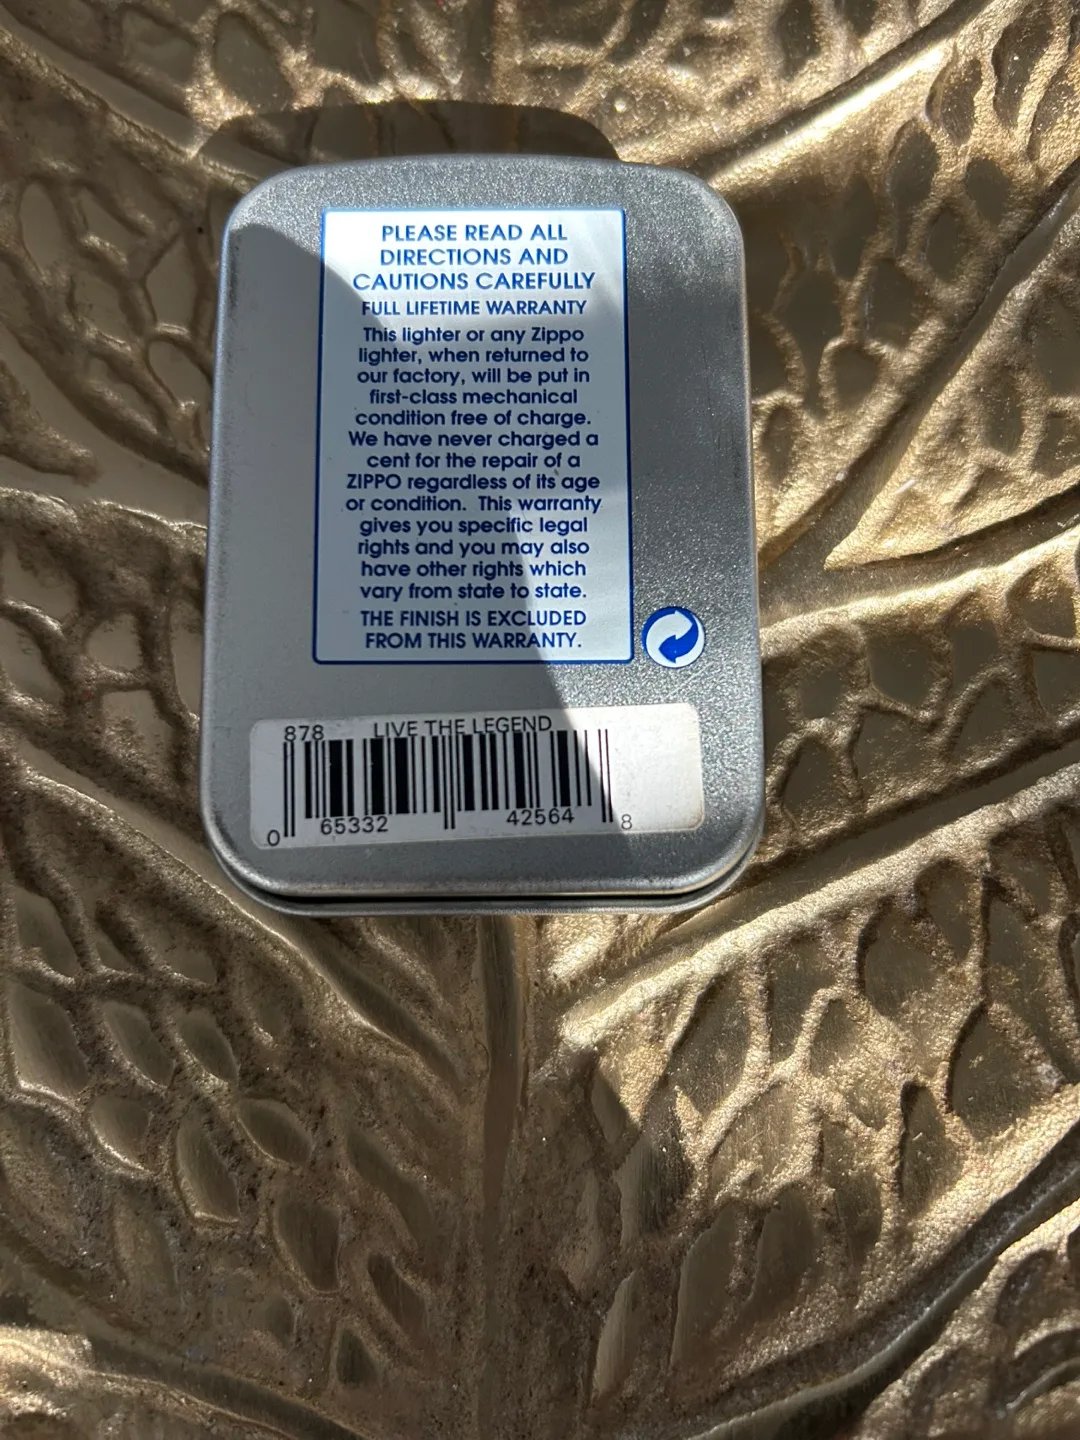 PLEASE READ ALL
DIRECTIONS AND
CAUTIONS CAREFULLY
FULL LIFETIME WARRANTY
This lighter or any Zippo
lighter, when returned to
our factory, will be put in
first-class mechanical
condition free of charge.
We have never charged a
cent for the repair of a
ZIPPO regardless of its age
or condition. This warranty
gives you specific legal
rights and you may also
have other rights which
vary from state to state.
THE FINISH IS EXCLUDED
FROM THIS WARRANTY.
878 LIVE THE LEGEND
0 65332 42564 8